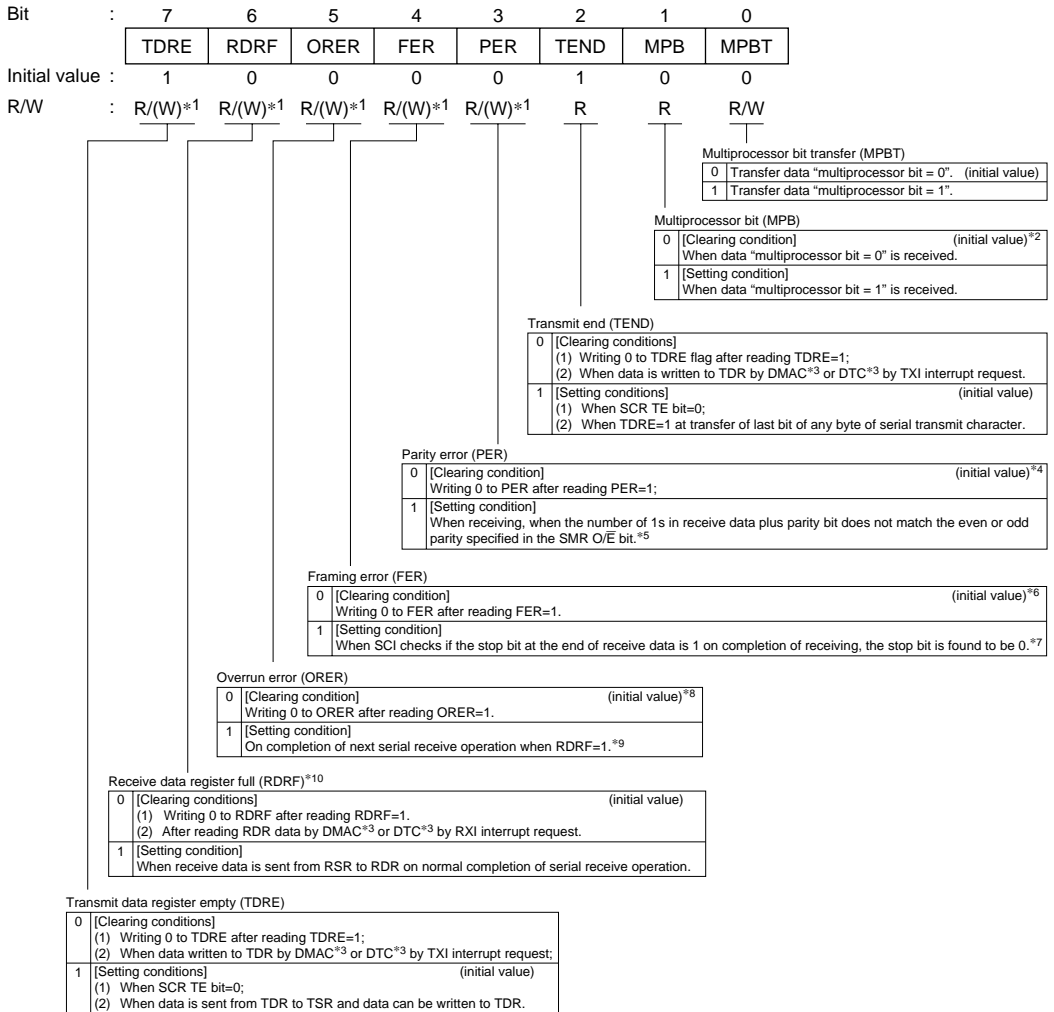 Bit : 7 6 5 4 3 2 1 0
TDRE RDRF ORER FER PER TEND MPB MPBT
Initial value : 1 0 0 0 0 1 0 0
R/W : R/(W)*1 R/(W)*1 R/(W)*1 R/(W)*1 R/(W)*1 R R R/W
Multiprocessor bit transfer (MPBT)
0 Transfer data “multiprocessor bit = 0”. (initial value)
1 Transfer data “multiprocessor bit = 1”.
Multiprocessor bit (MPB)
0 [Clearing condition] (initial value)*2
When data “multiprocessor bit = 0” is received.
1 [Setting condition]
When data “multiprocessor bit = 1” is received.
Transmit end (TEND)
0 [Clearing conditions]
(1) Writing 0 to TDRE flag after reading TDRE=1;
(2) When data is written to TDR by DMAC*3 or DTC*3 by TXI interrupt request.
1 [Setting conditions] (initial value)
(1) When SCR TE bit=0;
(2) When TDRE=1 at transfer of last bit of any byte of serial transmit character.
Parity error (PER)
0 [Clearing condition] (initial value)*4
Writing 0 to PER after reading PER=1;
1 [Setting condition]
When receiving, when the number of 1s in receive data plus parity bit does not match the even or odd
parity specified in the SMR O/E̅ bit.*5
Framing error (FER)
0 [Clearing condition] (initial value)*6
Writing 0 to FER after reading FER=1.
1 [Setting condition]
When SCI checks if the stop bit at the end of receive data is 1 on completion of receiving, the stop bit is found to be 0.*7
Overrun error (ORER)
0 [Clearing condition] (initial value)*8
Writing 0 to ORER after reading ORER=1.
1 [Setting condition]
On completion of next serial receive operation when RDRF=1.*9
Receive data register full (RDRF)*10
0 [Clearing conditions] (initial value)
(1) Writing 0 to RDRF after reading RDRF=1.
(2) After reading RDR data by DMAC*3 or DTC*3 by RXI interrupt request.
1 [Setting condition]
When receive data is sent from RSR to RDR on normal completion of serial receive operation.
Transmit data register empty (TDRE)
0 [Clearing conditions]
(1) Writing 0 to TDRE after reading TDRE=1;
(2) When data written to TDR by DMAC*3 or DTC*3 by TXI interrupt request;
1 [Setting conditions] (initial value)
(1) When SCR TE bit=0;
(2) When data is sent from TDR to TSR and data can be written to TDR.